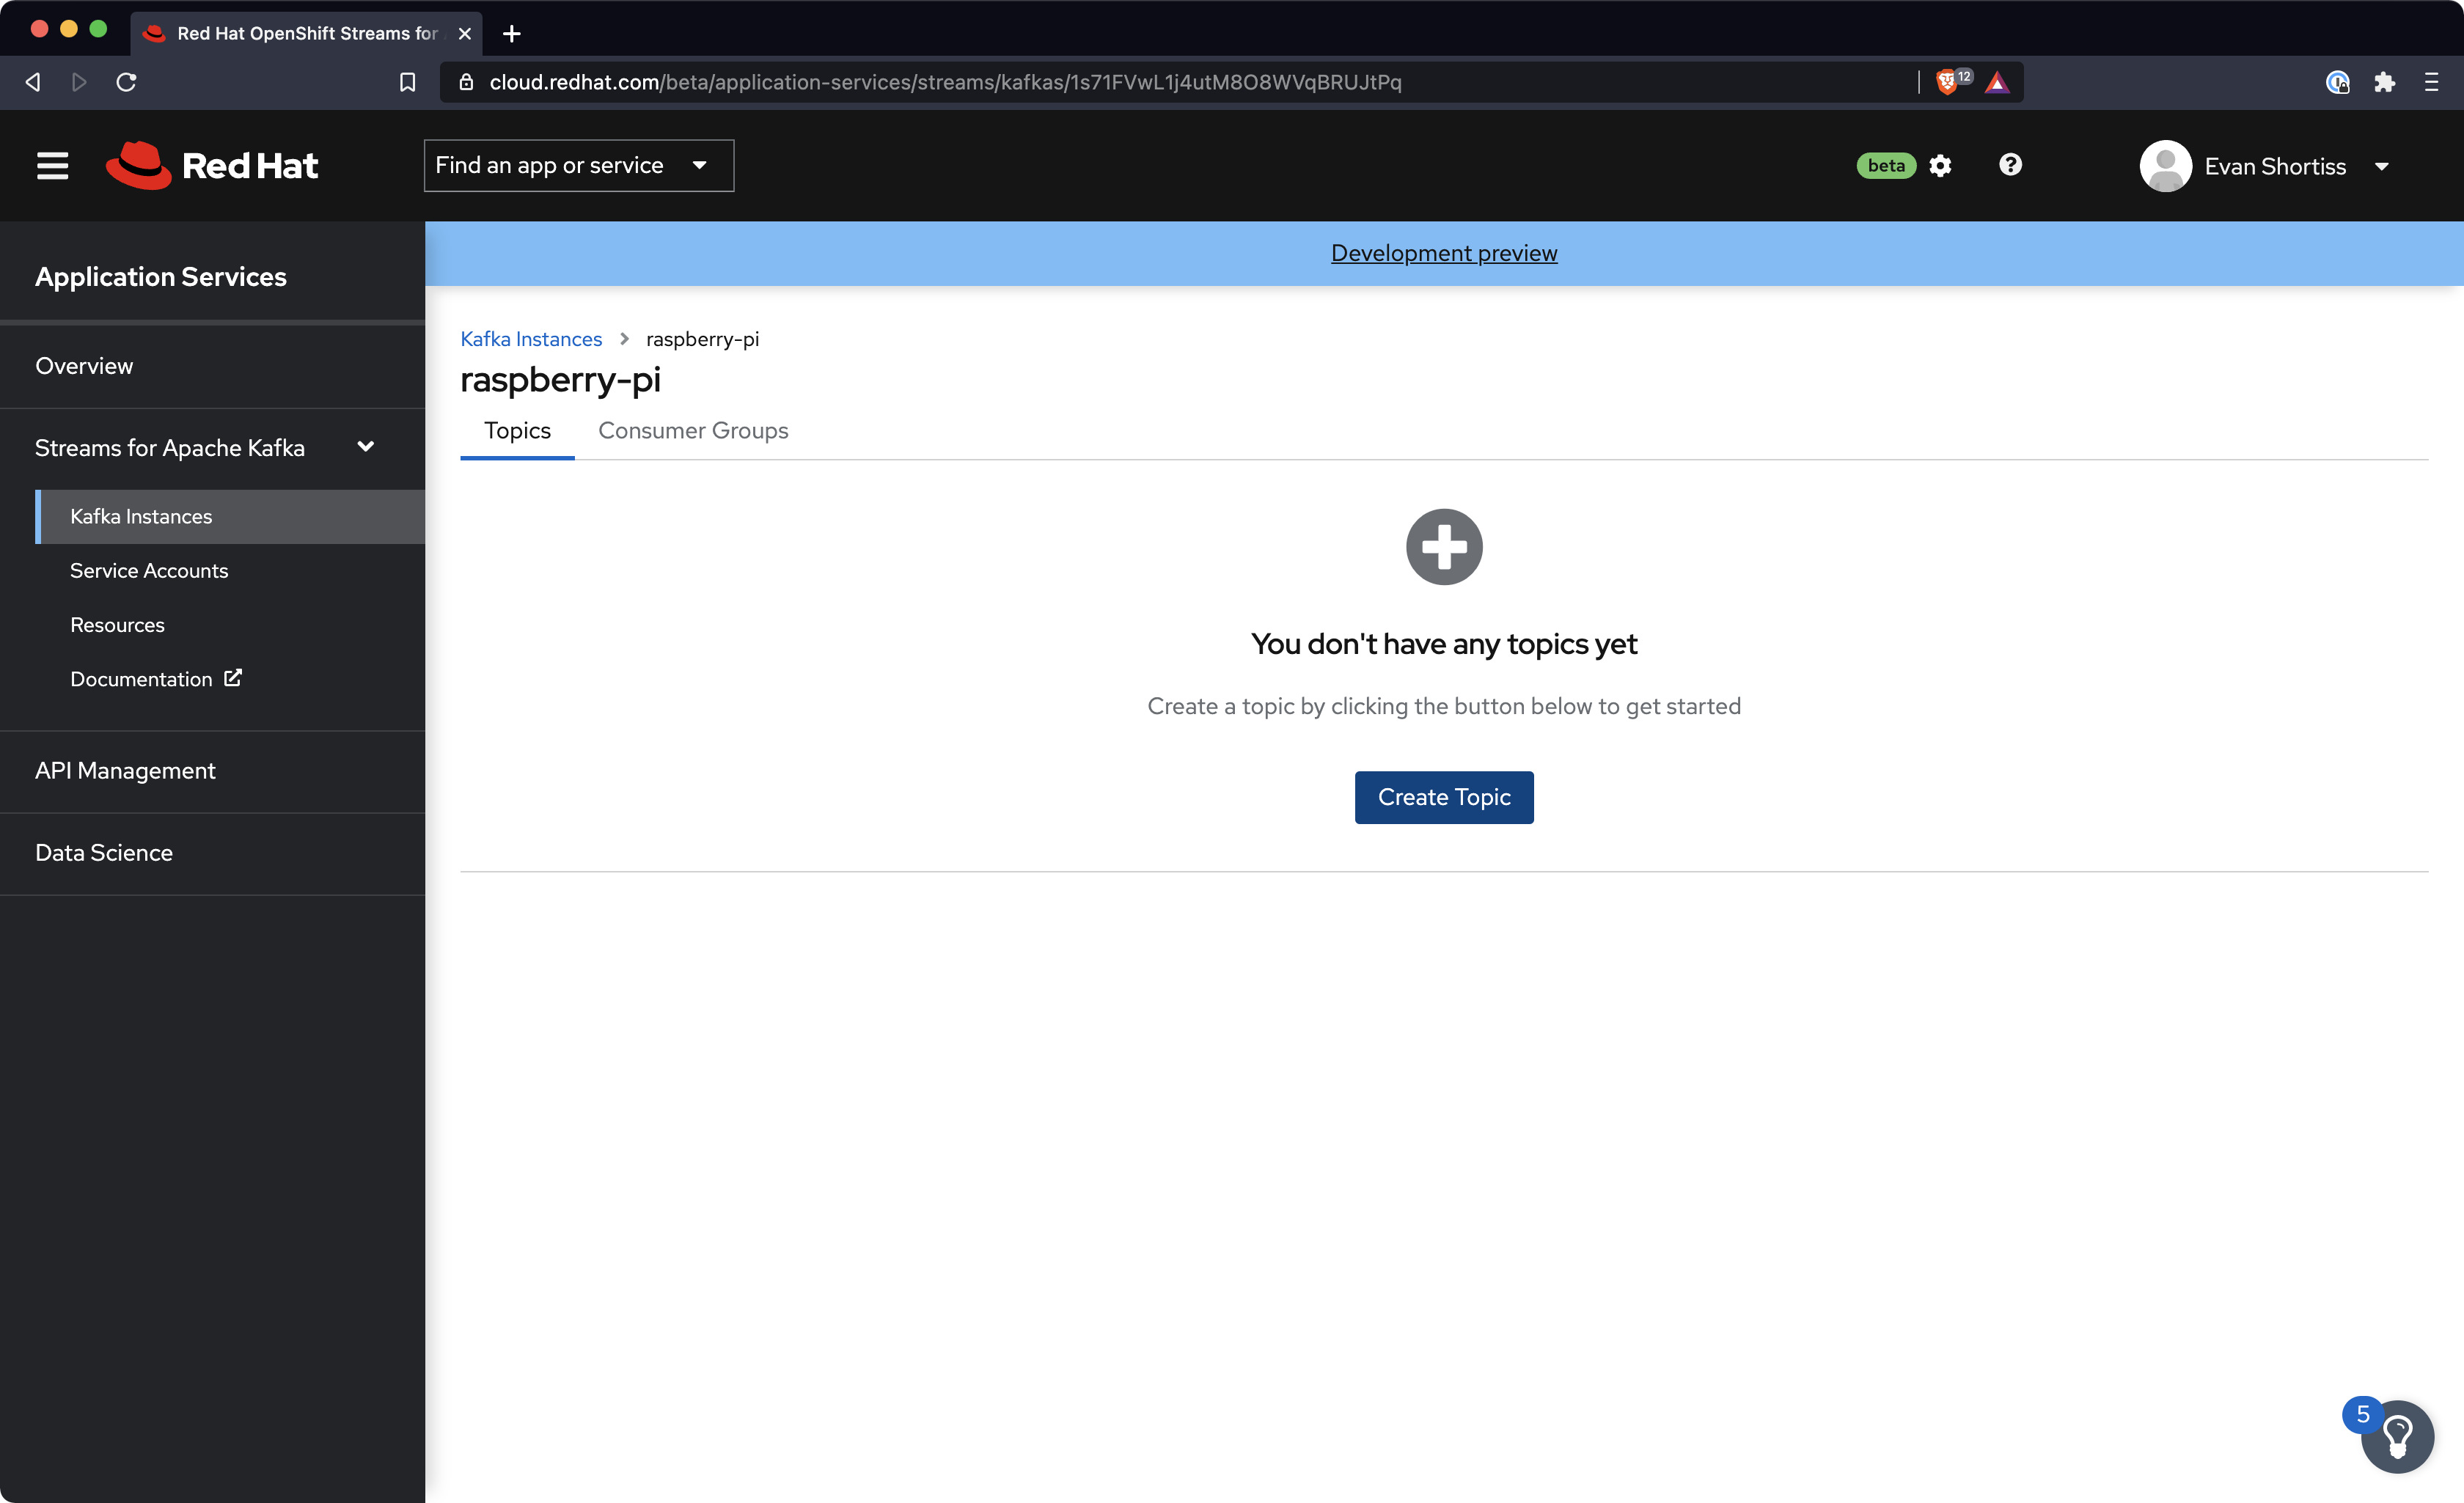 Red Hat OpenShift Streams for
cloud.redhat.com/beta/application-services/streams/kafkas/1s71FVwL1j4utM8O8WVqBRUJtPq
12
Red Hat
Find an app or service
beta
Evan Shortiss
Application Services
Overview
Streams for Apache Kafka
Kafka Instances
Service Accounts
Resources
Documentation
API Management
Data Science
Development preview
Kafka Instances > raspberry-pi
raspberry-pi
Topics Consumer Groups
You don't have any topics yet
Create a topic by clicking the button below to get started
Create Topic
5